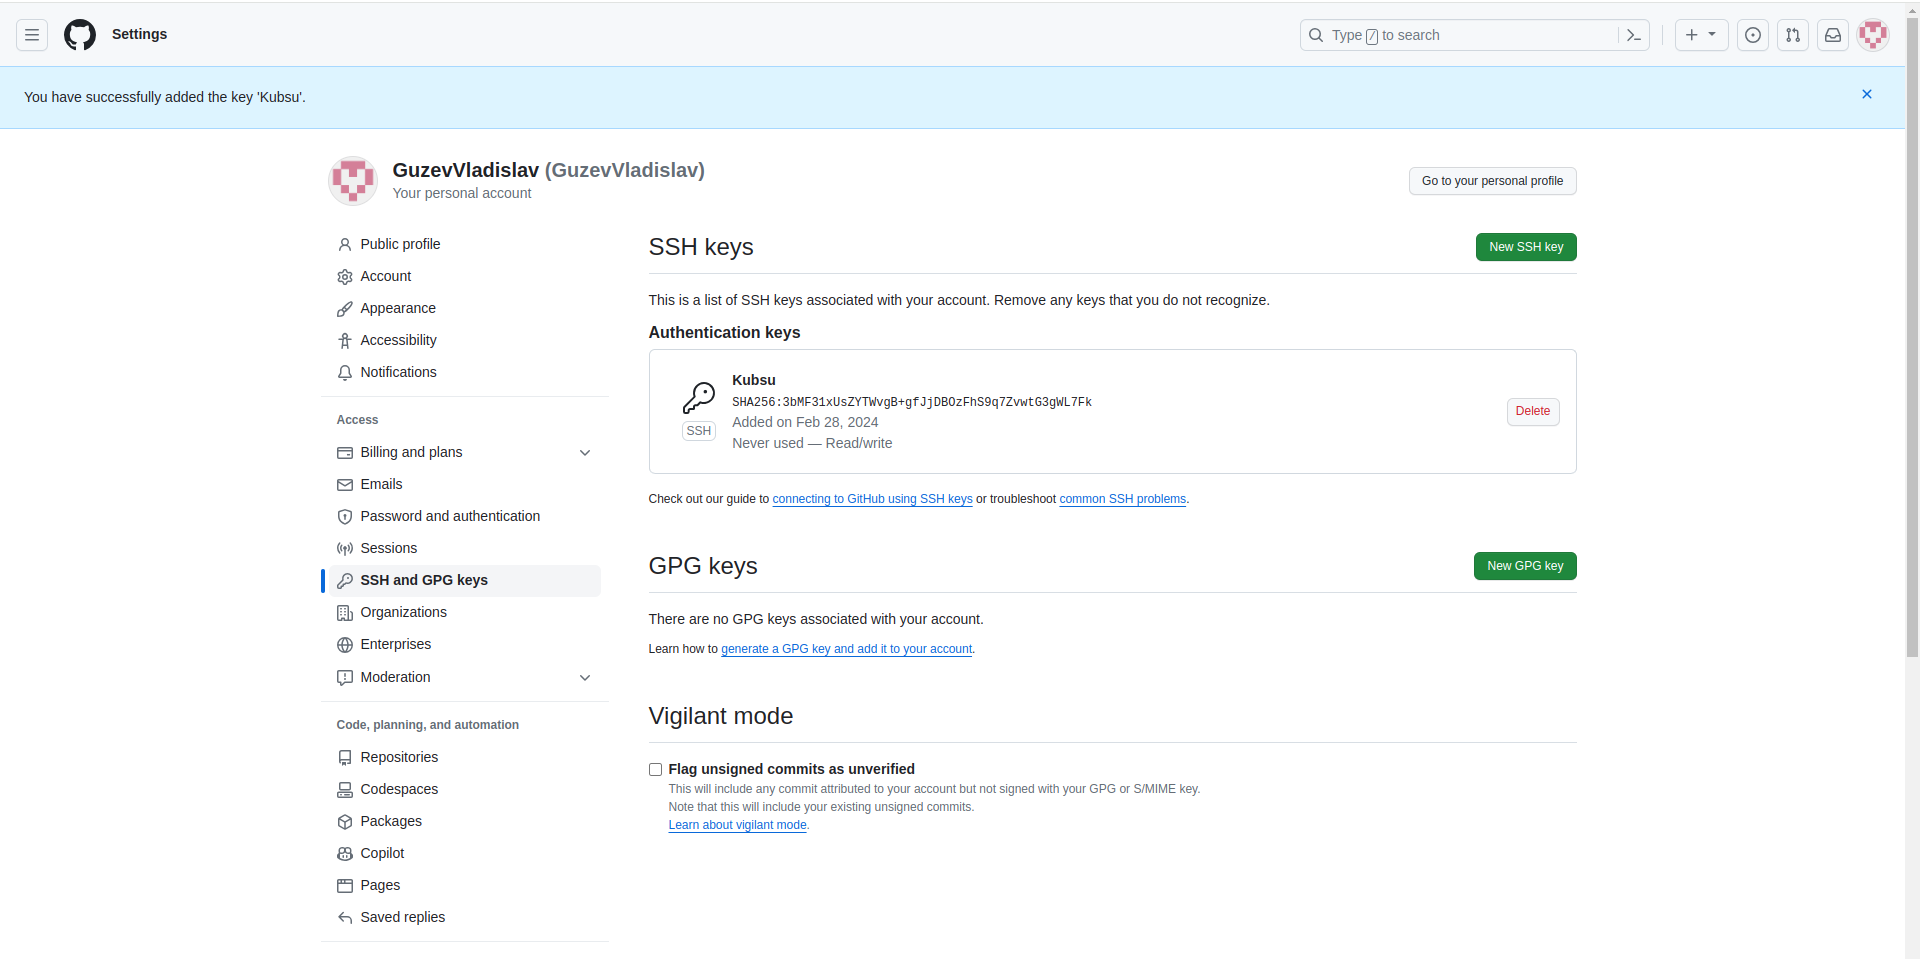 Settings
Type / to search
You have successfully added the key 'Kubsu'.
GuzevVladislav (GuzevVladislav)
Your personal account
Go to your personal profile
Public profile
Account
Appearance
Accessibility
Notifications
Access
Billing and plans
Emails
Password and authentication
Sessions
SSH and GPG keys
Organizations
Enterprises
Moderation
Code, planning, and automation
Repositories
Codespaces
Packages
Copilot
Pages
Saved replies
SSH keys
New SSH key
This is a list of SSH keys associated with your account. Remove any keys that you do not recognize.
Authentication keys
Kubsu
SHA256:3bMF31xUsZYTWvgB+gfJjDBOzFhS9q7ZvwtG3gWL7Fk
Added on Feb 28, 2024
Never used — Read/write
SSH
Delete
Check out our guide to connecting to GitHub using SSH keys or troubleshoot common SSH problems.
GPG keys
New GPG key
There are no GPG keys associated with your account.
Learn how to generate a GPG key and add it to your account.
Vigilant mode
Flag unsigned commits as unverified
This will include any commit attributed to your account but not signed with your GPG or S/MIME key.
Note that this will include your existing unsigned commits.
Learn about vigilant mode.